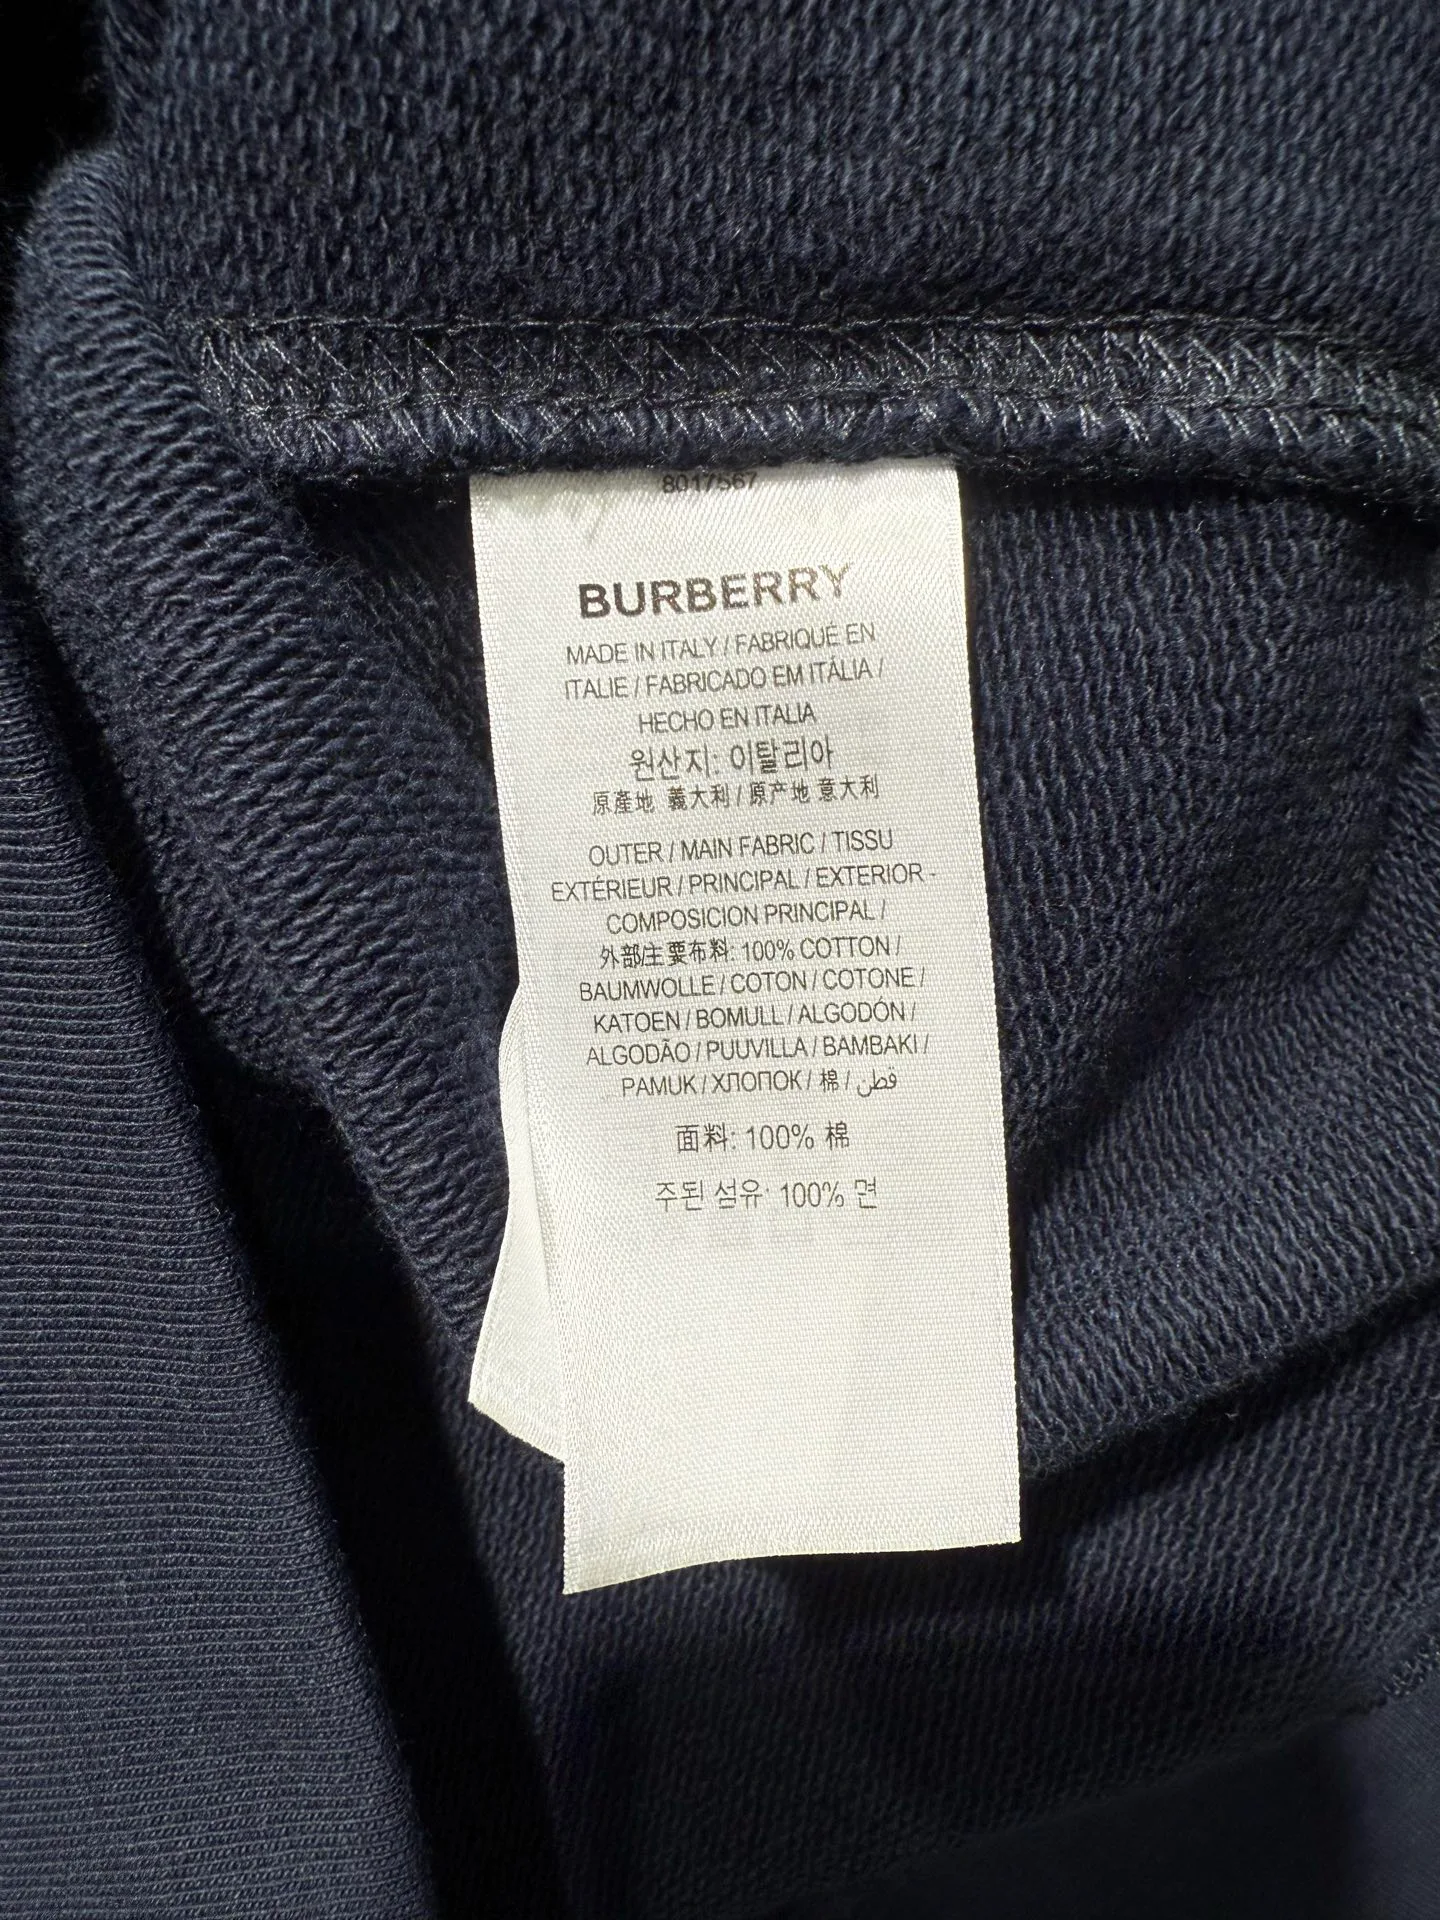 8017567
BURBERRY
MADE IN ITALY / FABRIQUÉ EN
ITALIE / FABRICADO EM ITÁLIA /
HECHO EN ITALIA
원산지: 이탈리아
原產地 義大利 / 原产地 意大利
OUTER / MAIN FABRIC / TISSU
EXTÉRIEUR / PRINCIPAL / EXTERIOR -
COMPOSICION PRINCIPAL /
外部/主要布料: 100% COTTON /
BAUMWOLLE / COTON / COTONE /
KATOEN / BOMULL / ALGODÓN /
ALGODÃO / PUUVILLA / BAMBAKI /
PAMUK / ХЛОПОК / 棉 / قطن
面料: 100% 棉
주된 섬유: 100% 면